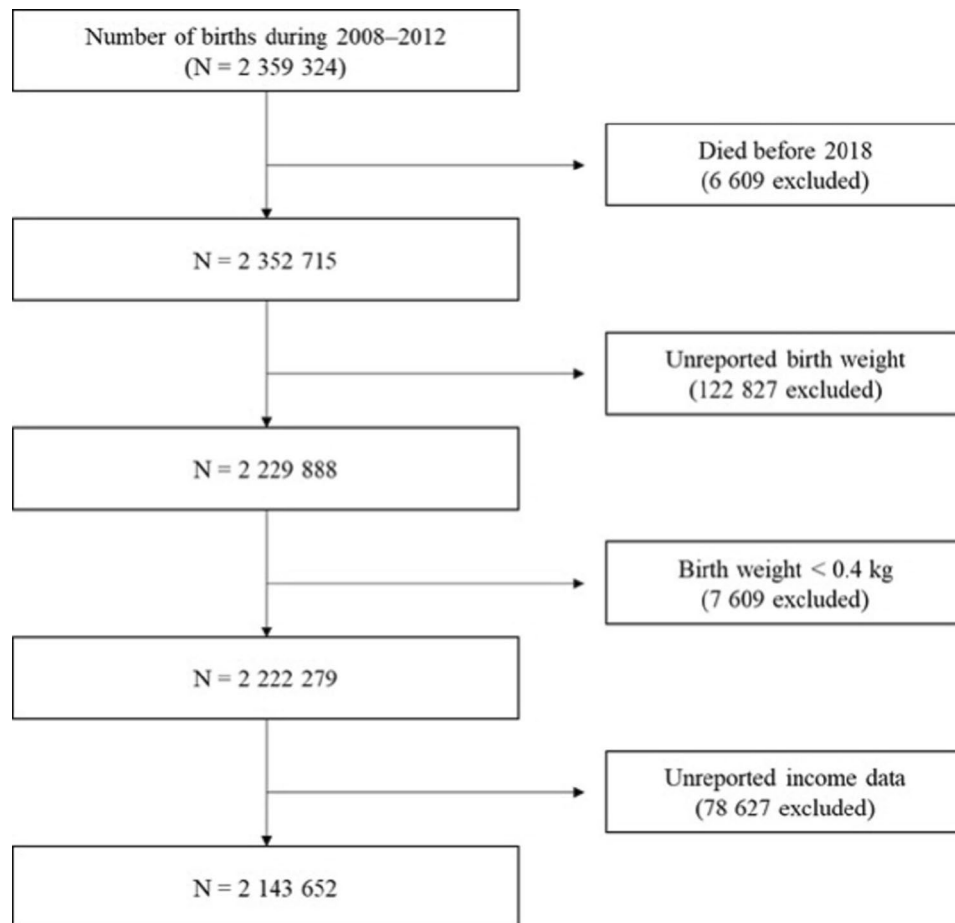 Number of births during 2008–2012
(N = 2 359 324)
Died before 2018
(6 609 excluded)
N = 2 352 715
Unreported birth weight
(122 827 excluded)
N = 2 229 888
Birth weight < 0.4 kg
(7 609 excluded)
N = 2 222 279
Unreported income data
(78 627 excluded)
N = 2 143 652